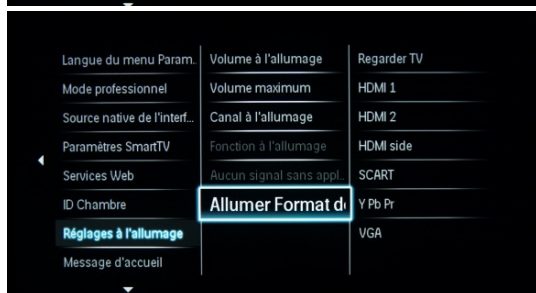 Langue du menu Param.
Mode professionnel
Source native de l'interf...
Paramètres SmartTV
Services Web
ID Chambre
Réglages à l'allumage
Message d'accueil
Volume à l'allumage
Volume maximum
Canal à l'allumage
Fonction à l'allumage
Aucun signal sans appl..
Allumer Format de
Regarder TV
HDMI 1
HDMI 2
HDMI side
SCART
Y Pb Pr
VGA